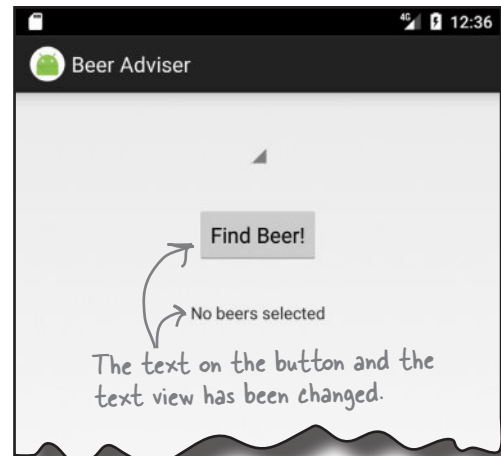 4G 12:36
Beer Adviser
Find Beer!
No beers selected
The text on the button and the
text view has been changed.